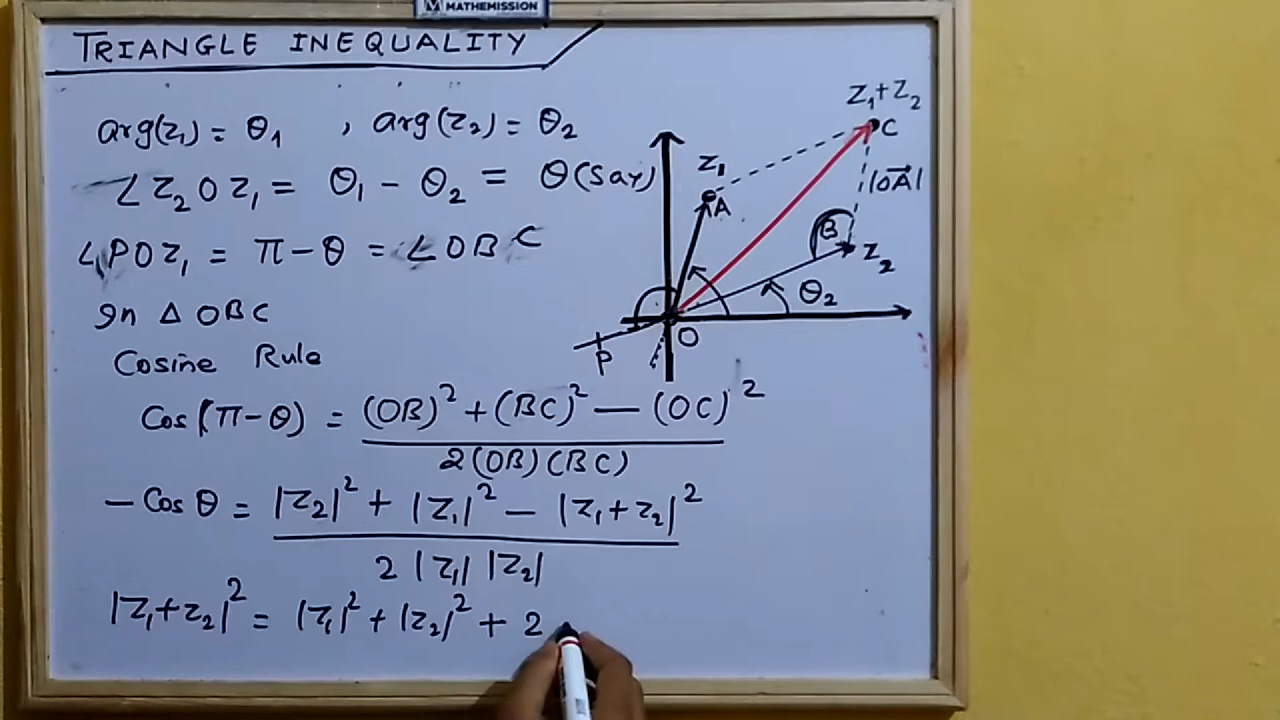 MATHEMISSION
TRIANGLE INEQUALITY
arg(z₁) = θ₁ , arg(z₂) = θ₂
∠Z₂OZ₁ = θ₁ - θ₂ = θ(say)
∠POZ₁ = π-θ = ∠OBC
In Δ OBC
Cosine Rule
Cos(π-θ) = (OB)² + (BC)² — (OC)²
2(OB)(BC)
- Cos θ = |z₂|² + |z₁|² - |z₁+z₂|²
2 |z₁| |z₂|
|z₁+z₂|² = |z₁|² + |z₂|² + 2
Z₁+Z₂
C
Z₁
A
|OA⃗|
B
Z₂
θ₂
O
P